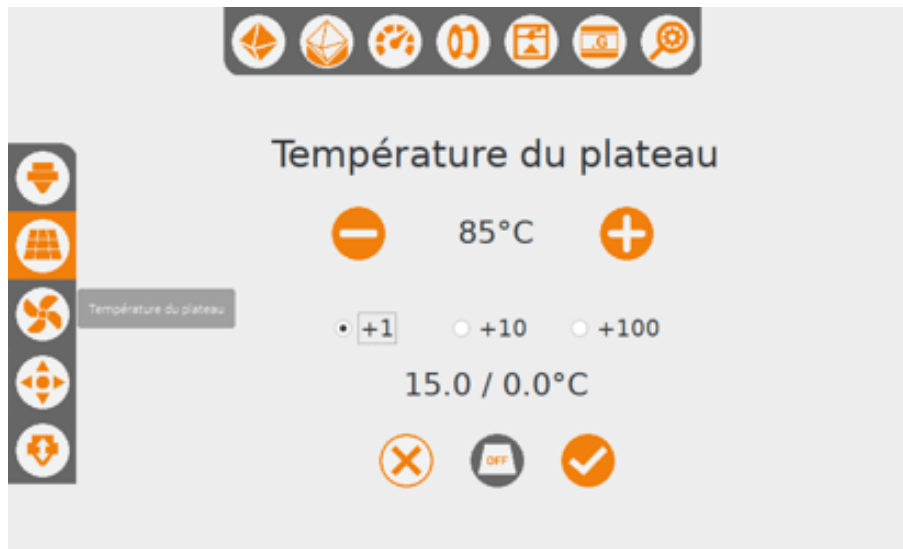 .G
Température du plateau
85°C
Température du plateau
+1 +10 +100
15.0 / 0.0°C
OFF